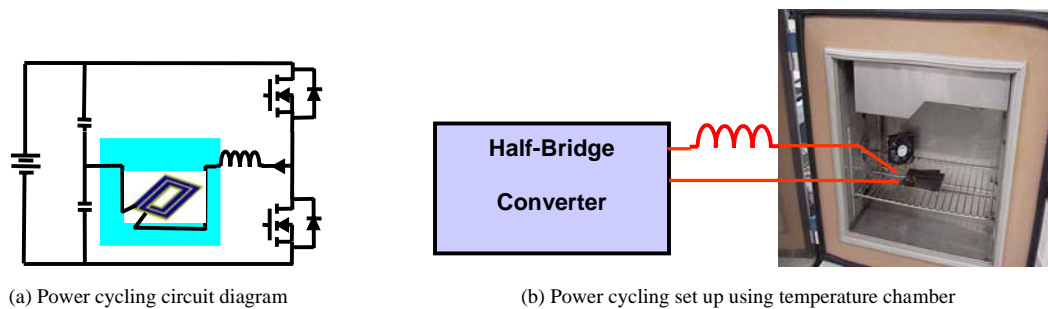 Half-Bridge
Converter
(a) Power cycling circuit diagram
(b) Power cycling set up using temperature chamber